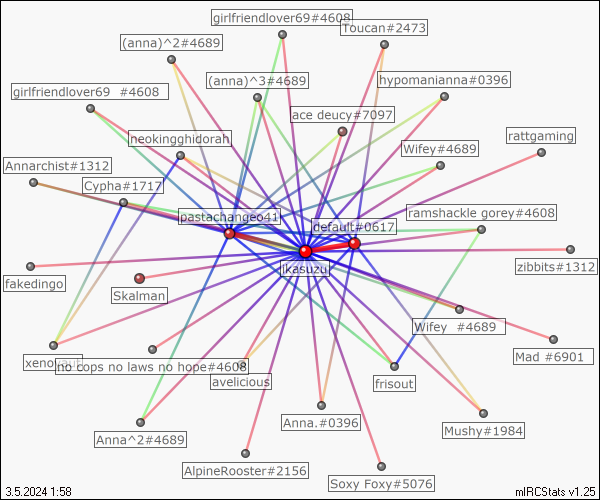 girlfriendlover69#4608
Toucan#2473
(anna)^2#4689
(anna)^3#4689
hypomanianna#0396
girlfriendlover69 #4608
ace deucy#7097
neokingghidorah
rattgaming
Wifey#4689
Annarchist#1312
Cypha#1717
pastachangeo41
ramshackle gorey#4608
default#0617
kasuzu
zibbits#1312
fakedingo
Skalman
Wifey #4689
Mad #6901
no cops no laws no hope#4608
avelicious
frisout
Anna.#0396
Mushy#1984
Anna^2#4689
AlpineRooster#2156
Soxy Foxy#5076
3.5.2024 1:58
mIRCStats v1.25